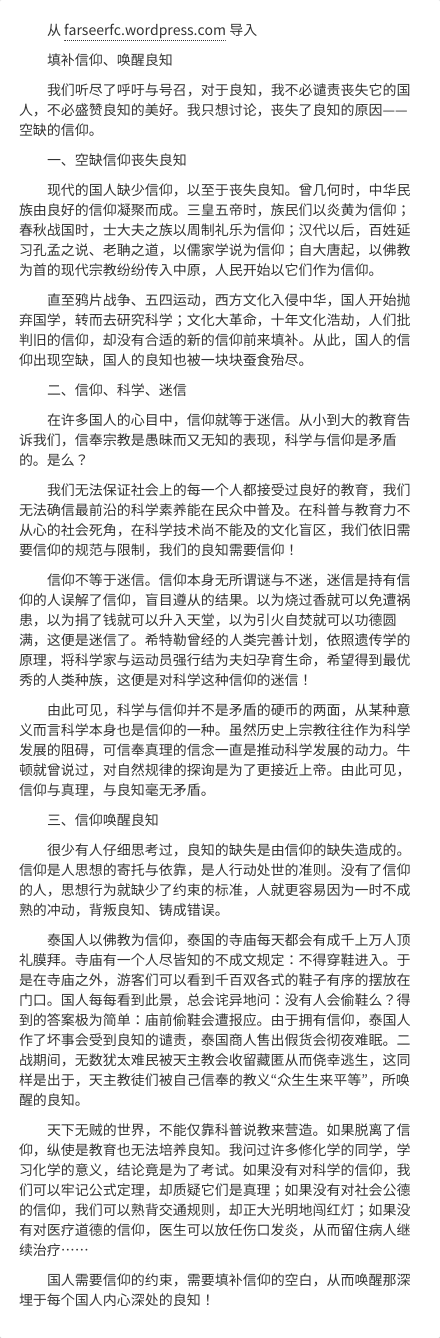 从 farseerfc.wordpress.com 导入
填补信仰、唤醒良知
我们听尽了呼吁与号召，对于良知，我不必谴责丧失它的国
人，不必盛赞良知的美好。我只想讨论，丧失了良知的原因——
空缺的信仰。
一、空缺信仰丧失良知
现代的国人缺少信仰，以至于丧失良知。曾几何时，中华民
族由良好的信仰凝聚而成。三皇五帝时，族民们以炎黄为信仰；
春秋战国时，士大夫之族以周制礼乐为信仰；汉代以后，百姓延
习孔孟之说、老聃之道，以儒家学说为信仰；自大唐起，以佛教
为首的现代宗教纷纷传入中原，人民开始以它们作为信仰。
直至鸦片战争、五四运动，西方文化入侵中华，国人开始抛
弃国学，转而去研究科学；文化大革命，十年文化浩劫，人们批
判旧的信仰，却没有合适的新的信仰前来填补。从此，国人的信
仰出现空缺，国人的良知也被一块块蚕食殆尽。
二、信仰、科学、迷信
在许多国人的心目中，信仰就等于迷信。从小到大的教育告
诉我们，信奉宗教是愚昧而又无知的表现，科学与信仰是矛盾
的。是么？
我们无法保证社会上的每一个人都接受过良好的教育，我们
无法确信最前沿的科学素养能在民众中普及。在科普与教育力不
从心的社会死角，在科学技术尚不能及的文化盲区，我们依旧需
要信仰的规范与限制，我们的良知需要信仰！
信仰不等于迷信。信仰本身无所谓谜与不迷，迷信是持有信
仰的人误解了信仰，盲目遵从的结果。以为烧过香就可以免遭祸
患，以为捐了钱就可以升入天堂，以为引火自焚就可以功德圆
满，这便是迷信了。希特勒曾经的人类完善计划，依照遗传学的
原理，将科学家与运动员强行结为夫妇孕育生命，希望得到最优
秀的人类种族，这便是对科学这种信仰的迷信！
由此可见，科学与信仰并不是矛盾的硬币的两面，从某种意
义而言科学本身也是信仰的一种。虽然历史上宗教往往作为科学
发展的阻碍，可信奉真理的信念一直是推动科学发展的动力。牛
顿就曾说过，对自然规律的探询是为了更接近上帝。由此可见，
信仰与真理，与良知毫无矛盾。
三、信仰唤醒良知
很少有人仔细思考过，良知的缺失是由信仰的缺失造成的。
信仰是人思想的寄托与依靠，是人行动处世的准则。没有了信仰
的人，思想行为就缺少了约束的标准，人就更容易因为一时不成
熟的冲动，背叛良知、铸成错误。
泰国人以佛教为信仰，泰国的寺庙每天都会有成千上万人顶
礼膜拜。寺庙有一个人尽皆知的不成文规定：不得穿鞋进入。于
是在寺庙之外，游客们可以看到千百双各式的鞋子有序的摆放在
门口。国人每每看到此景，总会诧异地问：没有人会偷鞋么？得
到的答案极为简单：庙前偷鞋会遭报应。由于拥有信仰，泰国人
作了坏事会受到良知的谴责，泰国商人售出假货会彻夜难眠。二
战期间，无数犹太难民被天主教会收留藏匿从而侥幸逃生，这同
样是出于，天主教徒们被自己信奉的教义“众生生来平等”，所唤
醒的良知。
天下无贼的世界，不能仅靠科普说教来营造。如果脱离了信
仰，纵使是教育也无法培养良知。我问过许多修化学的同学，学
习化学的意义，结论竟是为了考试。如果没有对科学的信仰，我
们可以牢记公式定理，却质疑它们是真理；如果没有对社会公德
的信仰，我们可以熟背交通规则，却正大光明地闯红灯；如果没
有对医疗道德的信仰，医生可以放任伤口发炎，从而留住病人继
续治疗……
国人需要信仰的约束，需要填补信仰的空白，从而唤醒那深
埋于每个国人内心深处的良知！